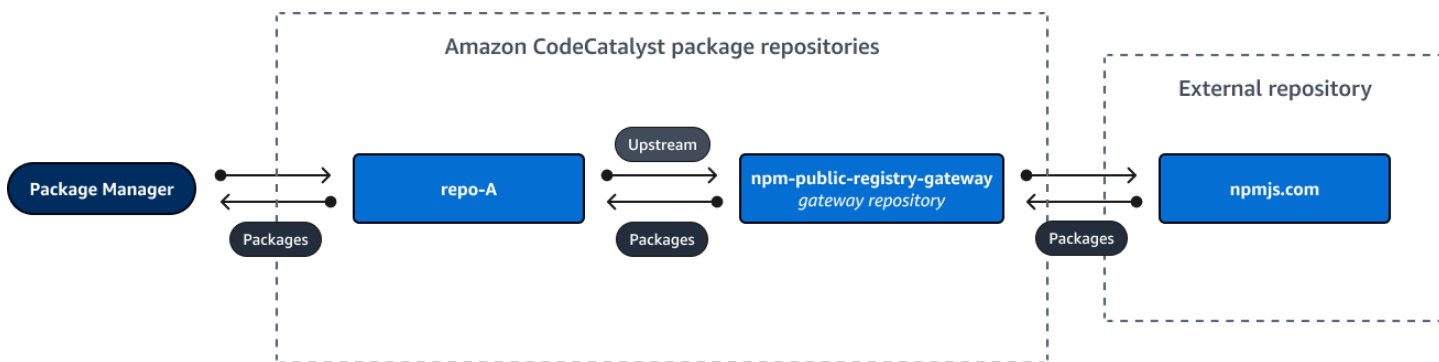 Amazon CodeCatalyst package repositories
External repository
Upstream
Package Manager
repo-A
npm-public-registry-gateway
gateway repository
npmjs.com
Packages
Packages
Packages